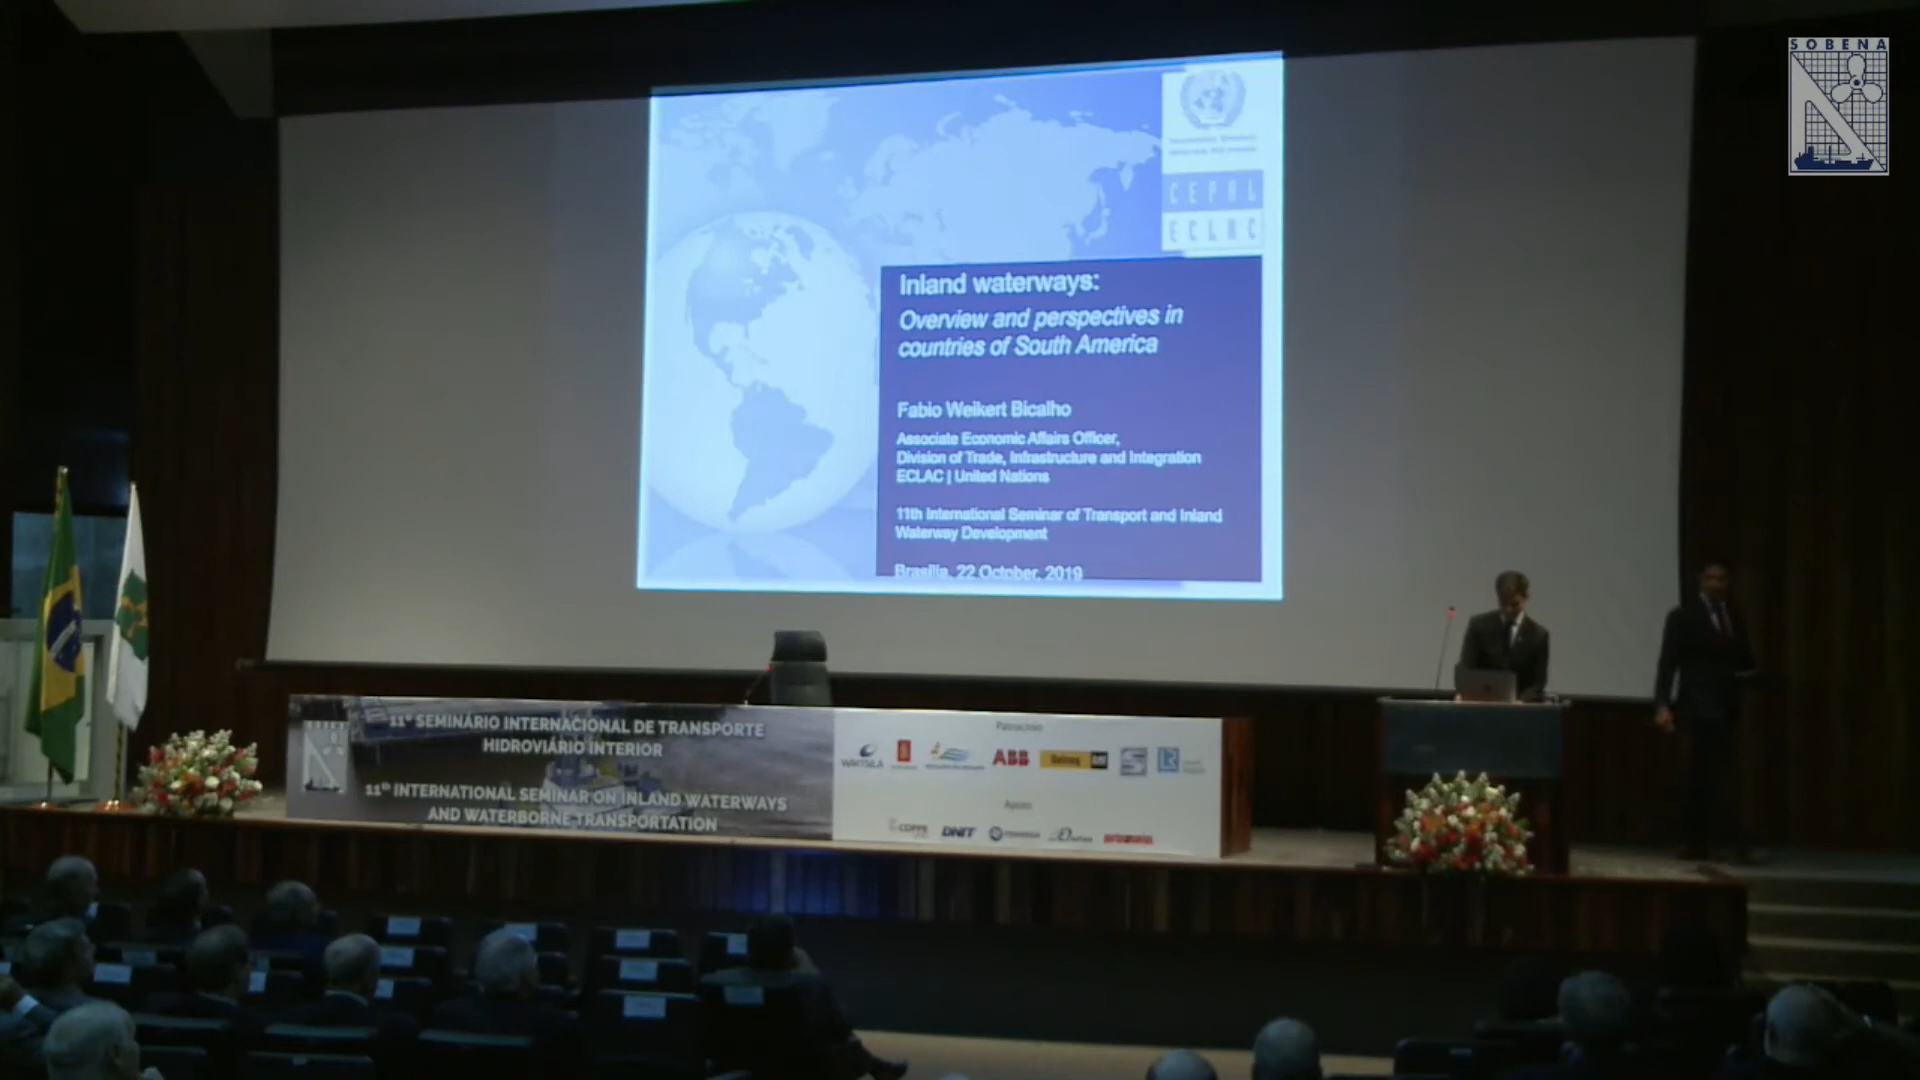 SOBENA
CEPAL
ECLAC
Inland waterways:
Overview and perspectives in
countries of South America
Fabio Weikert Bicalho
Associate Economic Affairs Officer,
Division of Trade, Infrastructure and Integration
ECLAC | United Nations
11th International Seminar of Transport and Inland
Waterway Development
Brasília, 22 October, 2019
11º SEMINÁRIO INTERNACIONAL DE TRANSPORTE
HIDROVIÁRIO INTERIOR
11th INTERNATIONAL SEMINAR ON INLAND WATERWAYS
AND WATERBORNE TRANSPORTATION
Patrocínio
WÄRTSILÄ
ABB
Apoio
COPPE
DNIT